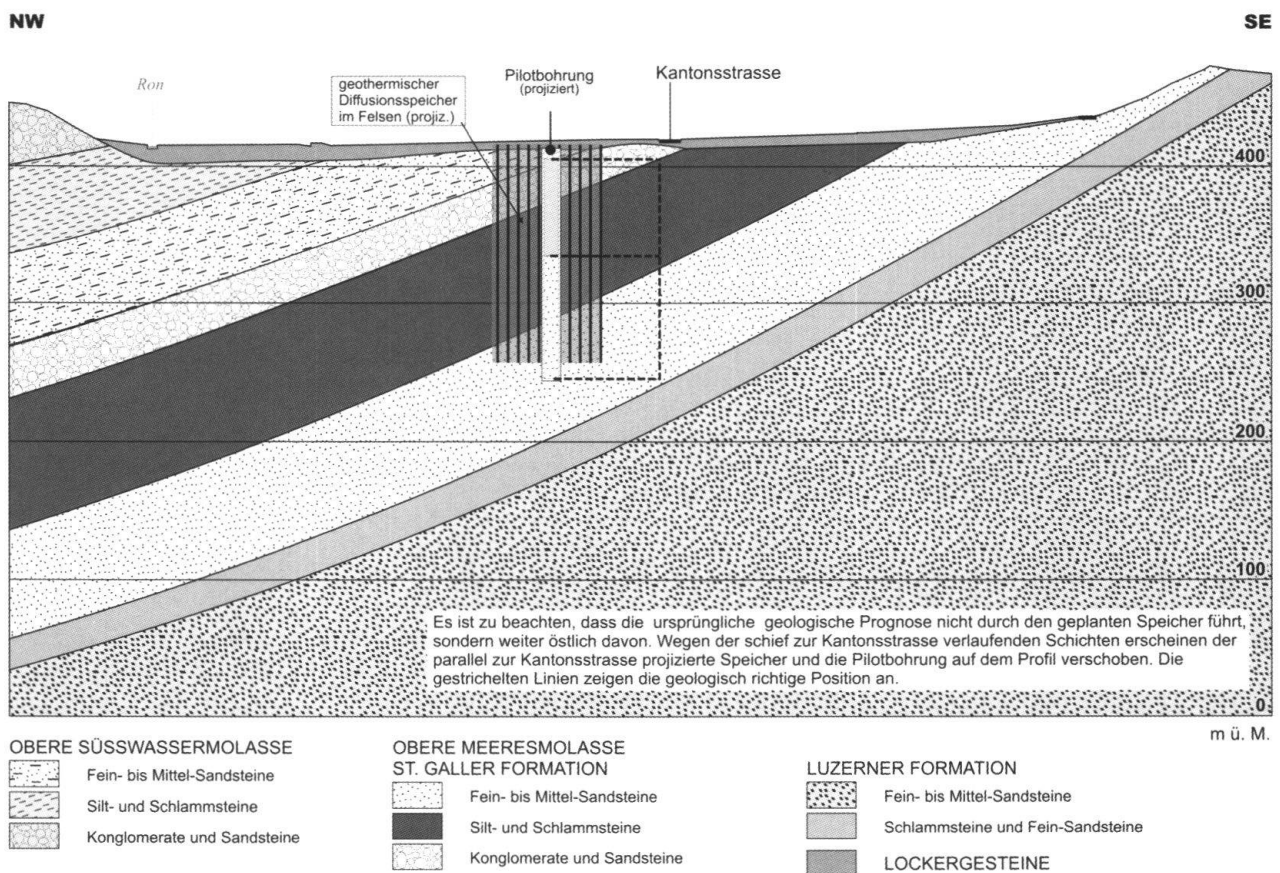 NW
SE
Ron
geothermischer
Diffusionsspeicher
im Felsen (projiz.)
Pilotbohrung
(projiziert)
Kantonsstrasse
400
300
200
100
0
m ü. M.
Es ist zu beachten, dass die ursprüngliche geologische Prognose nicht durch den geplanten Speicher führt,
sondern weiter östlich davon. Wegen der schief zur Kantonsstrasse verlaufenden Schichten erscheinen der
parallel zur Kantonsstrasse projizierte Speicher und die Pilotbohrung auf dem Profil verschoben. Die
gestrichelten Linien zeigen die geologisch richtige Position an.
OBERE SÜSSWASSERMOLASSE
Fein- bis Mittel-Sandsteine
Silt- und Schlammsteine
Konglomerate und Sandsteine
OBERE MEERESMOLASSE
ST. GALLER FORMATION
Fein- bis Mittel-Sandsteine
Silt- und Schlammsteine
Konglomerate und Sandsteine
LUZERNER FORMATION
Fein- bis Mittel-Sandsteine
Schlammsteine und Fein-Sandsteine
LOCKERGESTEINE